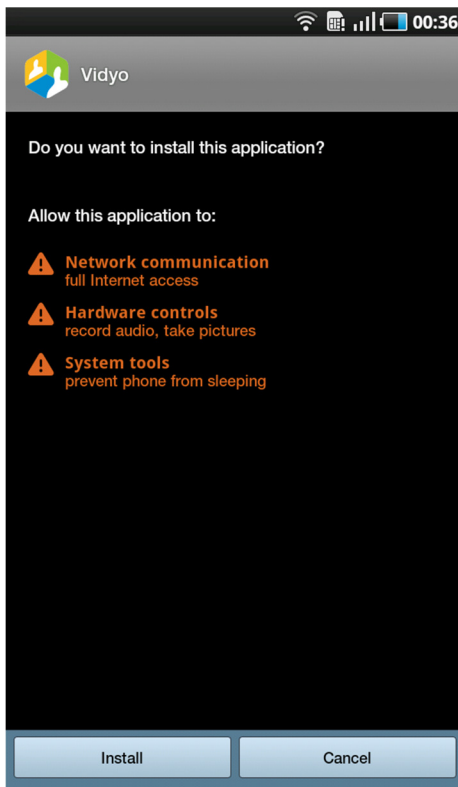 00:36
Vidyo
Do you want to install this application?
Allow this application to:
Network communication
full Internet access
Hardware controls
record audio, take pictures
System tools
prevent phone from sleeping
Install
Cancel